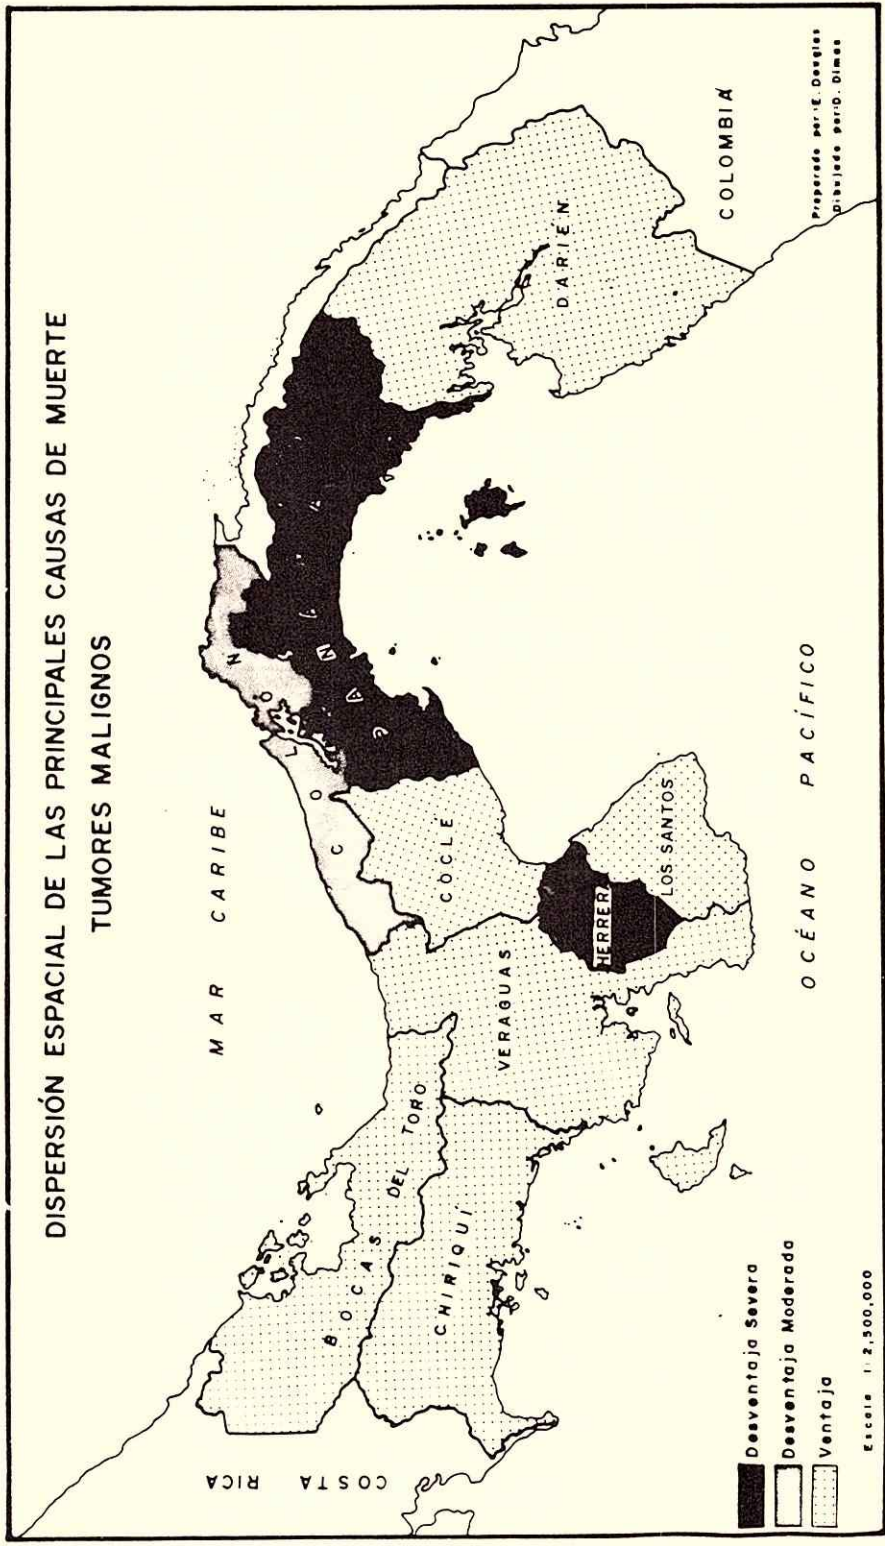 DISPERSIÓN ESPACIAL DE LAS PRINCIPALES CAUSAS DE MUERTE
TUMORES MALIGNOS
MAR CARIBE
COSTA RICA
BOCAS DEL TORO
CHIRIQUÍ
VERAGUAS
COCLÉ
COLÓN
HERRERA
LOS SANTOS
PANAMÁ
DARIÉN
COLOMBIA
OCÉANO PACÍFICO
Desventaja Severa
Desventaja Moderada
Ventaja
Escala 1:2,500,000
Preparado por: E. Douglas
Dibujado por: D. Dimas